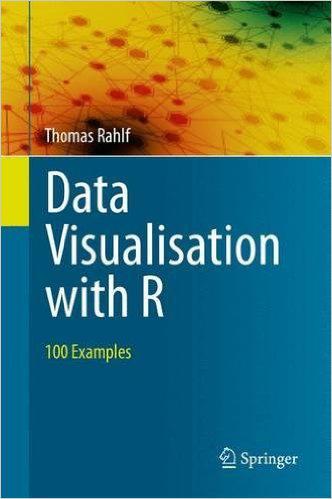 Thomas Rahlf
Data
Visualisation
with R
100 Examples
Springer